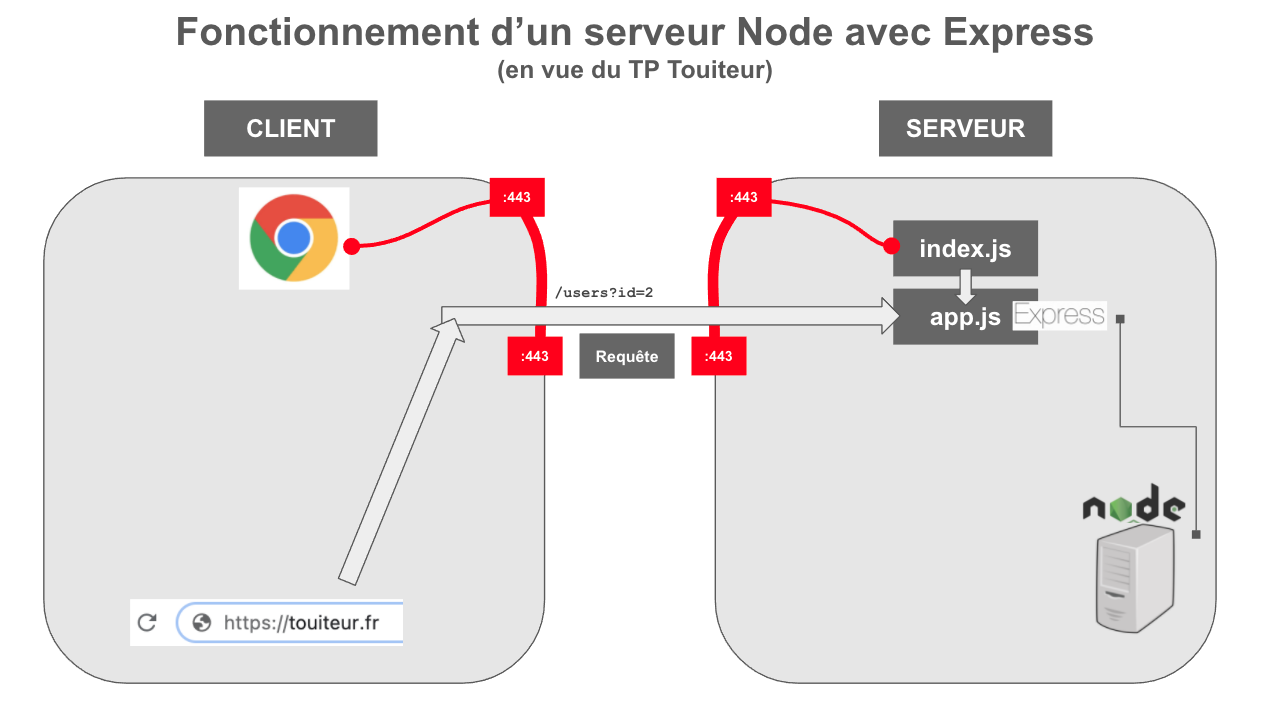 Fonctionnement d’un serveur Node avec Express
(en vue du TP Touiteur)
CLIENT
SERVEUR
:443
:443
index.js
/users?id=2
app.js
Express
:443
Requête
:443
node
https://touiteur.fr